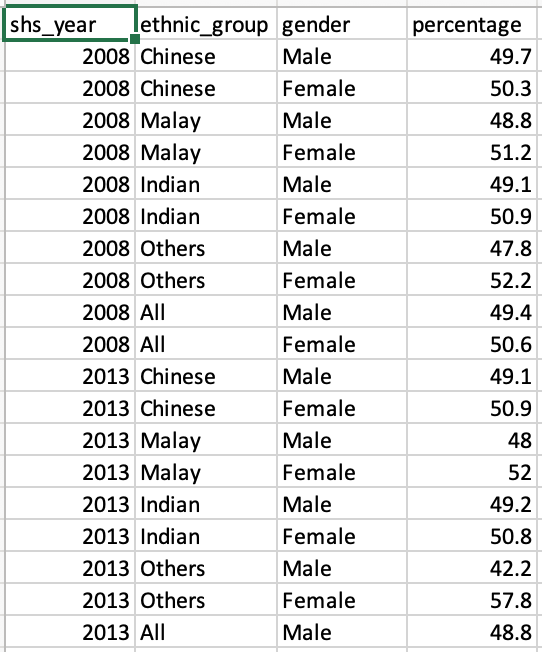 shs_year ethnic_group gender percentage
2008 Chinese Male 49.7
2008 Chinese Female 50.3
2008 Malay Male 48.8
2008 Malay Female 51.2
2008 Indian Male 49.1
2008 Indian Female 50.9
2008 Others Male 47.8
2008 Others Female 52.2
2008 All Male 49.4
2008 All Female 50.6
2013 Chinese Male 49.1
2013 Chinese Female 50.9
2013 Malay Male 48
2013 Malay Female 52
2013 Indian Male 49.2
2013 Indian Female 50.8
2013 Others Male 42.2
2013 Others Female 57.8
2013 All Male 48.8